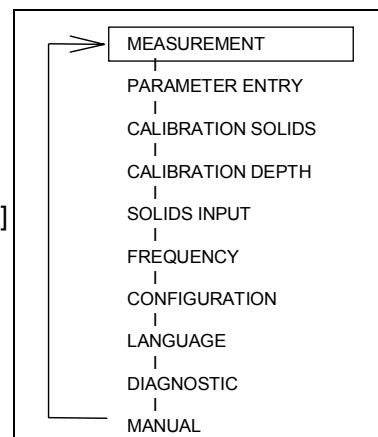 MEASUREMENT
PARAMETER ENTRY
CALIBRATION SOLIDS
CALIBRATION DEPTH
]
SOLIDS INPUT
FREQUENCY
CONFIGURATION
LANGUAGE
DIAGNOSTIC
MANUAL